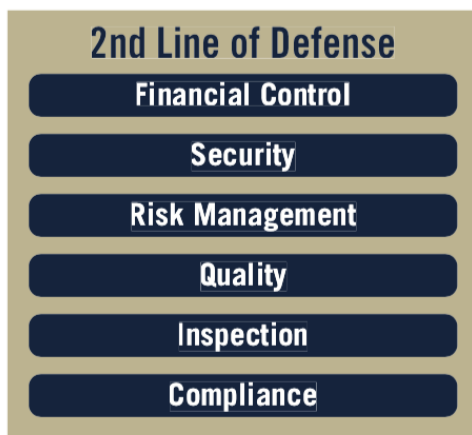 2nd Line of Defense
Financial Control
Security
Risk Management
Quality
Inspection
Compliance